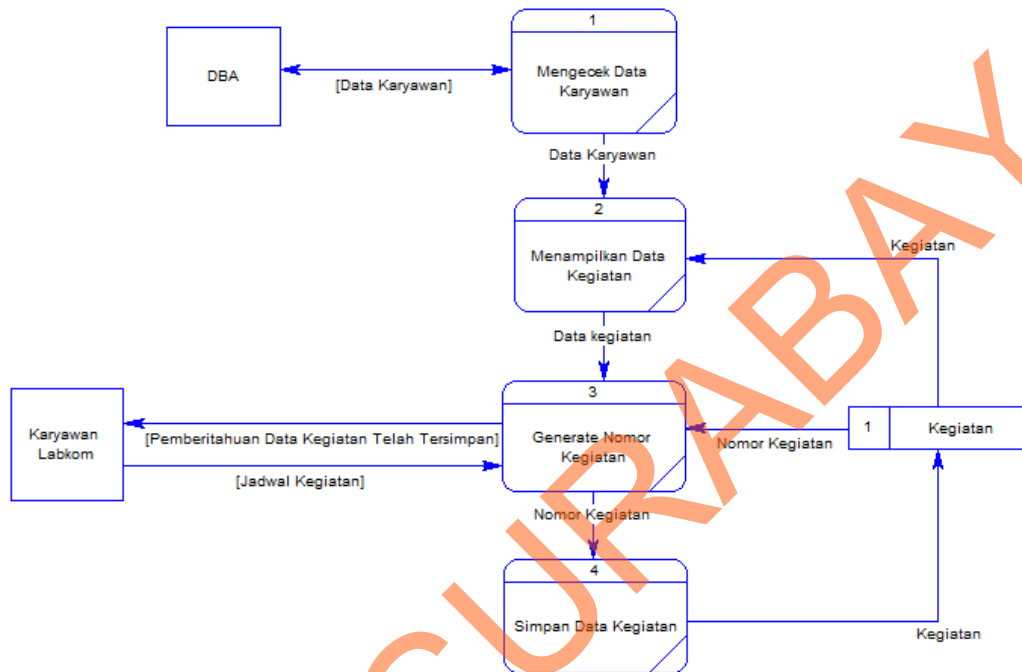 1
DBA
Mengecek Data
Karyawan
[Data Karyawan]
Data Karyawan
2
Menampilkan Data
Kegiatan
Kegiatan
Data kegiatan
3
Karyawan
Labkom
[Pemberitahuan Data Kegiatan Telah Tersimpan]
Generate Nomor
Kegiatan
Nomor Kegiatan
1
Kegiatan
[Jadwal Kegiatan]
Nomor Kegiatan
4
Simpan Data Kegiatan
Kegiatan
SURABAY